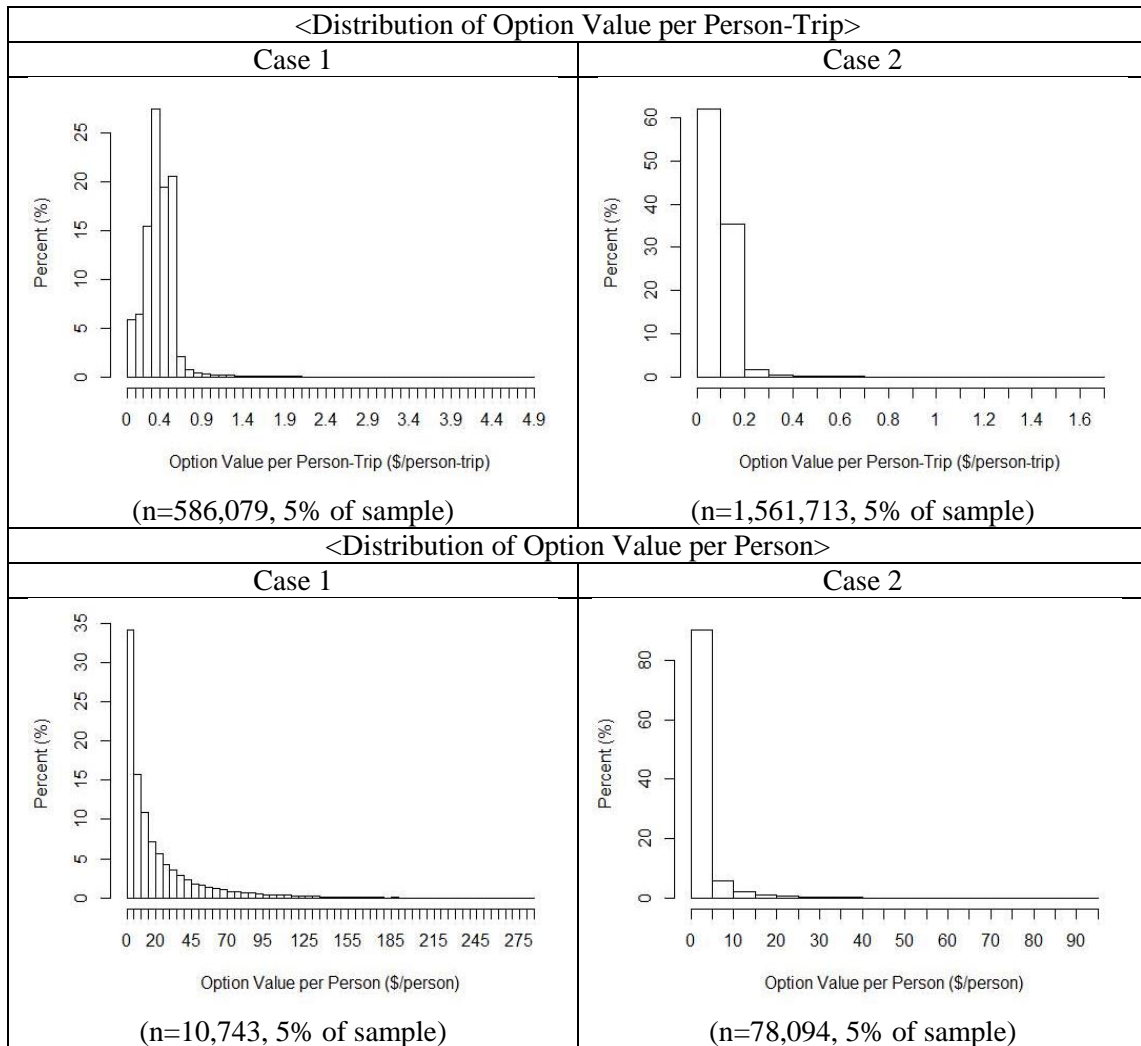 <Distribution of Option Value per Person-Trip>
Case 1
Case 2
25
20
15
10
5
0
Percent (%)
0 0.4 0.9 1.4 1.9 2.4 2.9 3.4 3.9 4.4 4.9
Option Value per Person-Trip ($/person-trip)
(n=586,079, 5% of sample)
60
50
40
30
20
10
0
Percent (%)
0 0.2 0.4 0.6 0.8 1 1.2 1.4 1.6
Option Value per Person-Trip ($/person-trip)
(n=1,561,713, 5% of sample)
<Distribution of Option Value per Person>
Case 1
Case 2
35
30
25
20
15
10
5
0
Percent (%)
0 20 45 70 95 125 155 185 215 245 275
Option Value per Person ($/person)
(n=10,743, 5% of sample)
80
60
40
20
0
Percent (%)
0 10 20 30 40 50 60 70 80 90
Option Value per Person ($/person)
(n=78,094, 5% of sample)